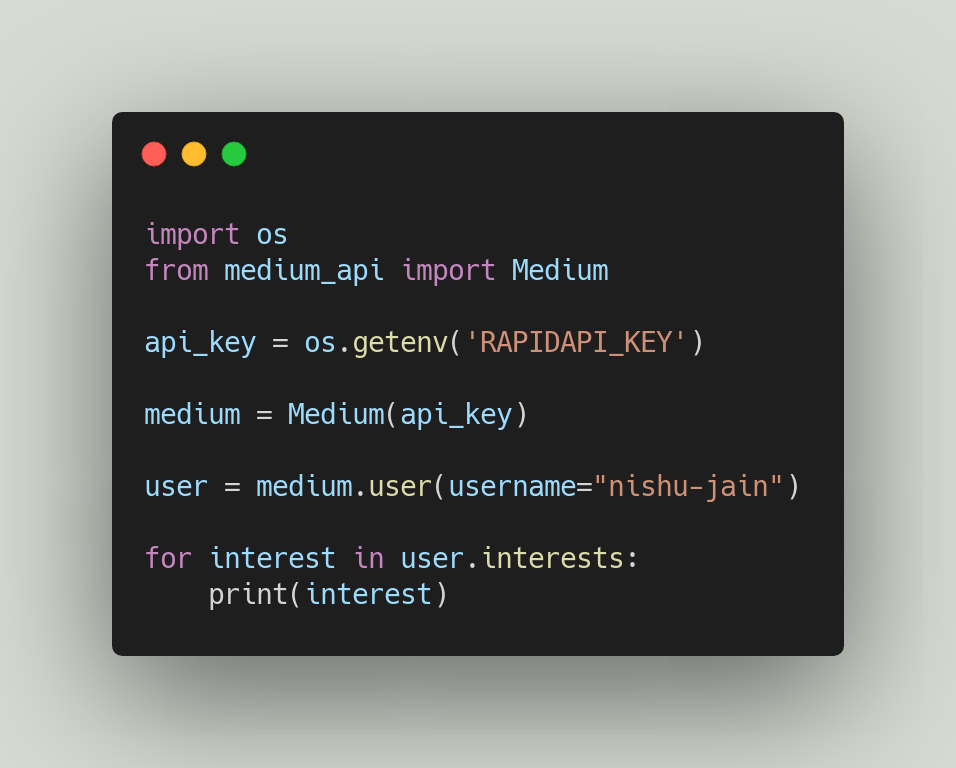 import os
from medium_api import Medium
api_key = os.getenv('RAPIDAPI_KEY')
medium = Medium(api_key)
user = medium.user(username="nishu-jain")
for interest in user.interests:
    print(interest)